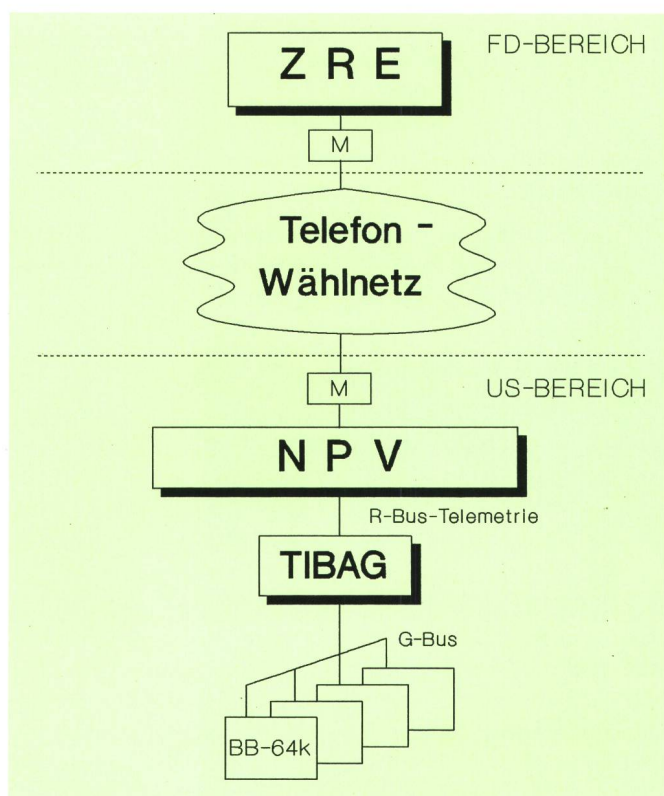 Z R E
FD-BEREICH
M
Telefon -
Wählnetz
M
US-BEREICH
N P V
R-Bus-Telemetrie
TIBAG
G-Bus
BB-64k